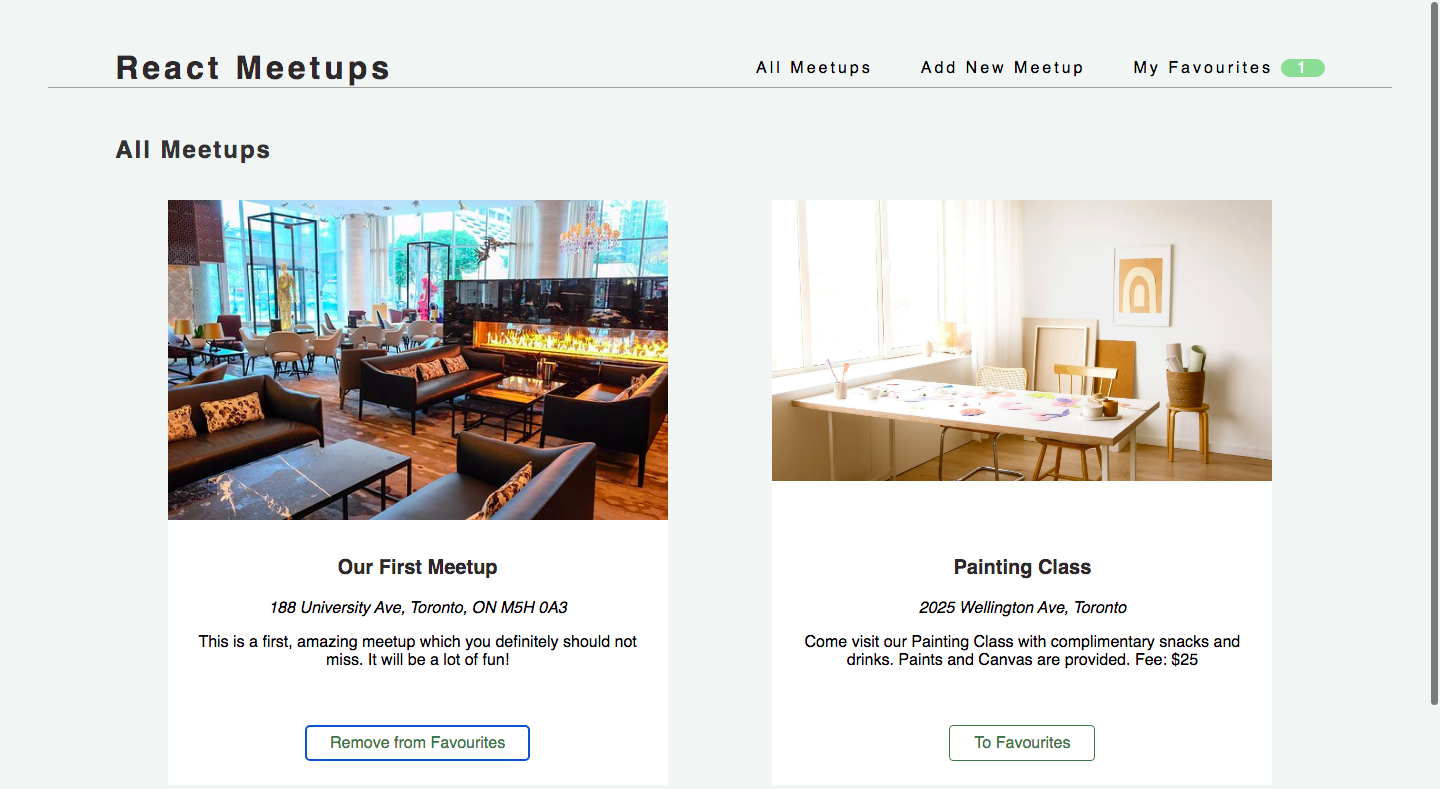 React Meetups
All Meetups
Add New Meetup
My Favourites 1
All Meetups
Our First Meetup
188 University Ave, Toronto, ON M5H 0A3
This is a first, amazing meetup which you definitely should not
miss. It will be a lot of fun!
Remove from Favourites
Painting Class
2025 Wellington Ave, Toronto
Come visit our Painting Class with complimentary snacks and
drinks. Paints and Canvas are provided. Fee: $25
To Favourites